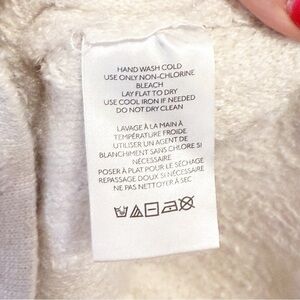 HAND WASH COLD
USE ONLY NON-CHLORINE
BLEACH
LAY FLAT TO DRY
USE COOL IRON IF NEEDED
DO NOT DRY CLEAN
LAVAGE À LA MAIN À
TEMPÉRATURE FROIDE
UTILISER UN AGENT DE
BLANCHIMENT SANS CHLORE SI
NÉCESSAIRE
POSER À PLAT POUR LE SÉCHAGE
REPASSAGE DOUX SI NÉCESSAIRE
NE PAS NETTOYER À SEC